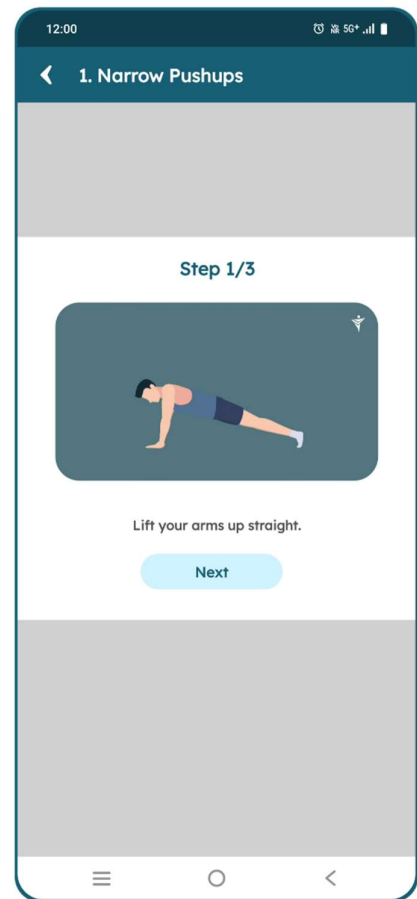 12:00
5G+
1. Narrow Pushups
Step 1/3
Lift your arms up straight.
Next